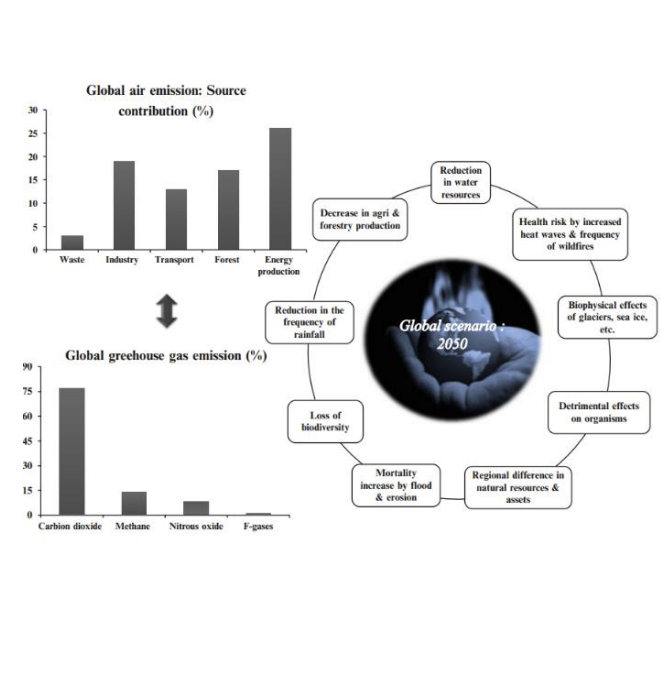 Global air emission: Source
contribution (%)
30
25
20
15
10
5
0
Waste
Industry
Transport
Forest
Energy
production
Global greehouse gas emission (%)
90
75
60
45
30
15
0
Carbion dioxide
Methane
Nitrous oxide
F-gases
Reduction
in water
resources
Health risk by increased
heat waves & frequency
of wildfires
Biophysical effects
of glaciers, sea ice,
etc.
Detrimental effects
on organisms
Regional difference in
natural resources &
assets
Mortality
increase by flood
& erosion
Loss of
biodiversity
Reduction in the
frequency of
rainfall
Decrease in agri &
forestry production
Global scenario :
2050